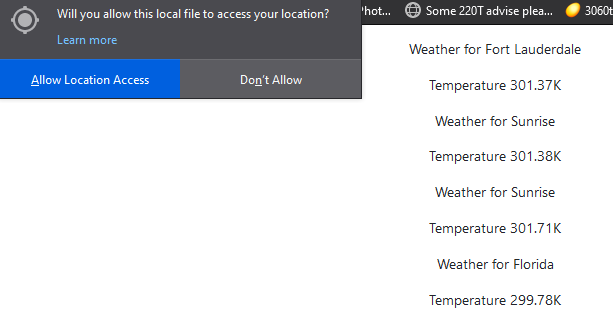 Will you allow this local file to access your location?
Learn more
Allow Location Access
Don't Allow
Some 220T advise plea...
3060t
Weather for Fort Lauderdale
Temperature 301.37K
Weather for Sunrise
Temperature 301.38K
Weather for Sunrise
Temperature 301.71K
Weather for Florida
Temperature 299.78K